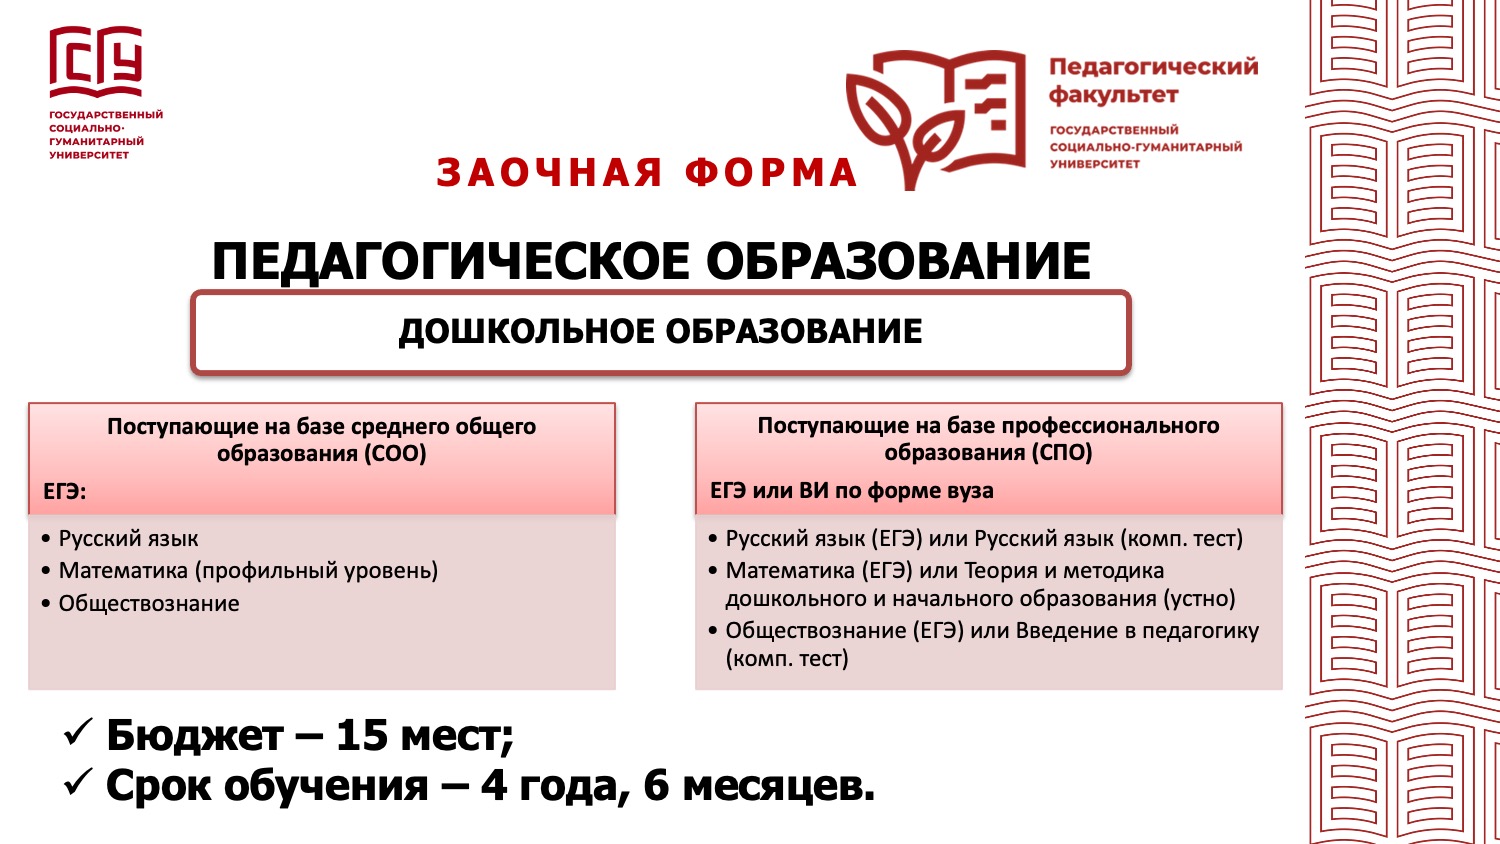 ГСГУ
ГОСУДАРСТВЕННЫЙ
СОЦИАЛЬНО-
ГУМАНИТАРНЫЙ
УНИВЕРСИТЕТ
Педагогический
факультет
ГОСУДАРСТВЕННЫЙ
СОЦИАЛЬНО-ГУМАНИТАРНЫЙ
УНИВЕРСИТЕТ
ЗАОЧНАЯ ФОРМА
ПЕДАГОГИЧЕСКОЕ ОБРАЗОВАНИЕ
ДОШКОЛЬНОЕ ОБРАЗОВАНИЕ
Поступающие на базе среднего общего
образования (СОО)
ЕГЭ:
• Русский язык
• Математика (профильный уровень)
• Обществознание
Поступающие на базе профессионального
образования (СПО)
ЕГЭ или ВИ по форме вуза
• Русский язык (ЕГЭ) или Русский язык (комп. тест)
• Математика (ЕГЭ) или Теория и методика
дошкольного и начального образования (устно)
• Обществознание (ЕГЭ) или Введение в педагогику
(комп. тест)
✓ Бюджет – 15 мест;
✓ Срок обучения – 4 года, 6 месяцев.